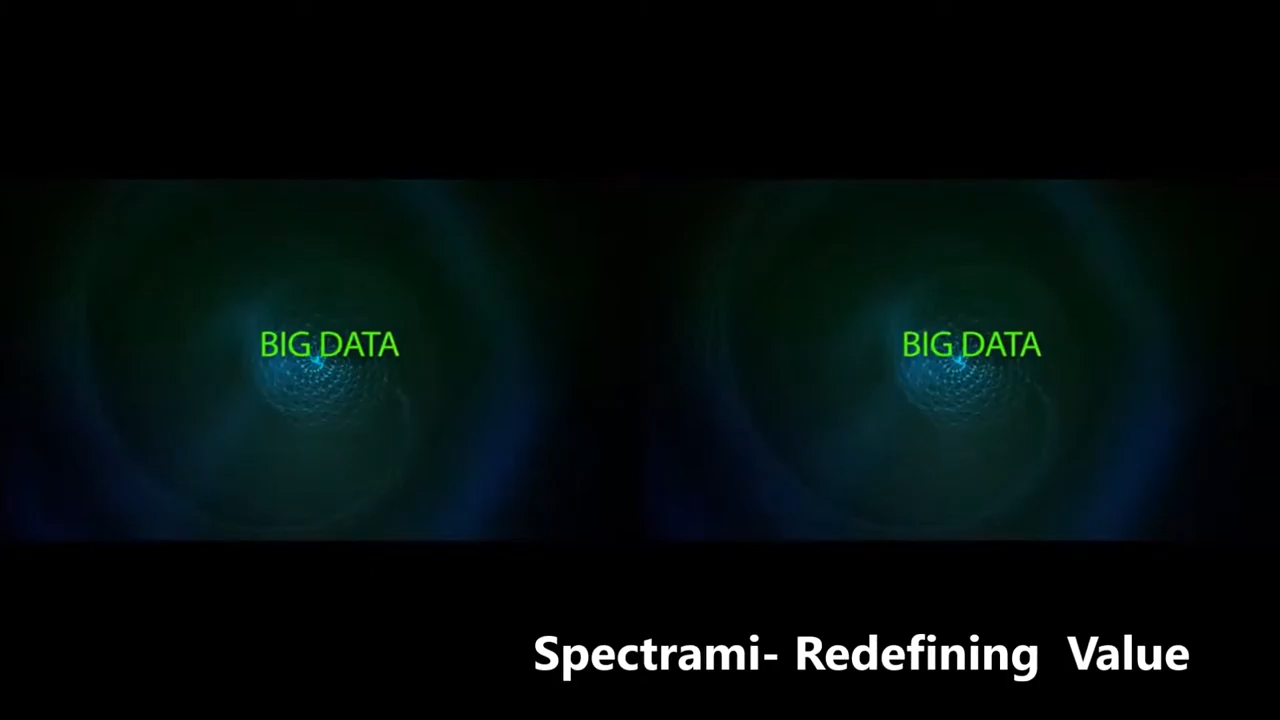 BIG DATA
BIG DATA
Spectrami- Redefining  Value